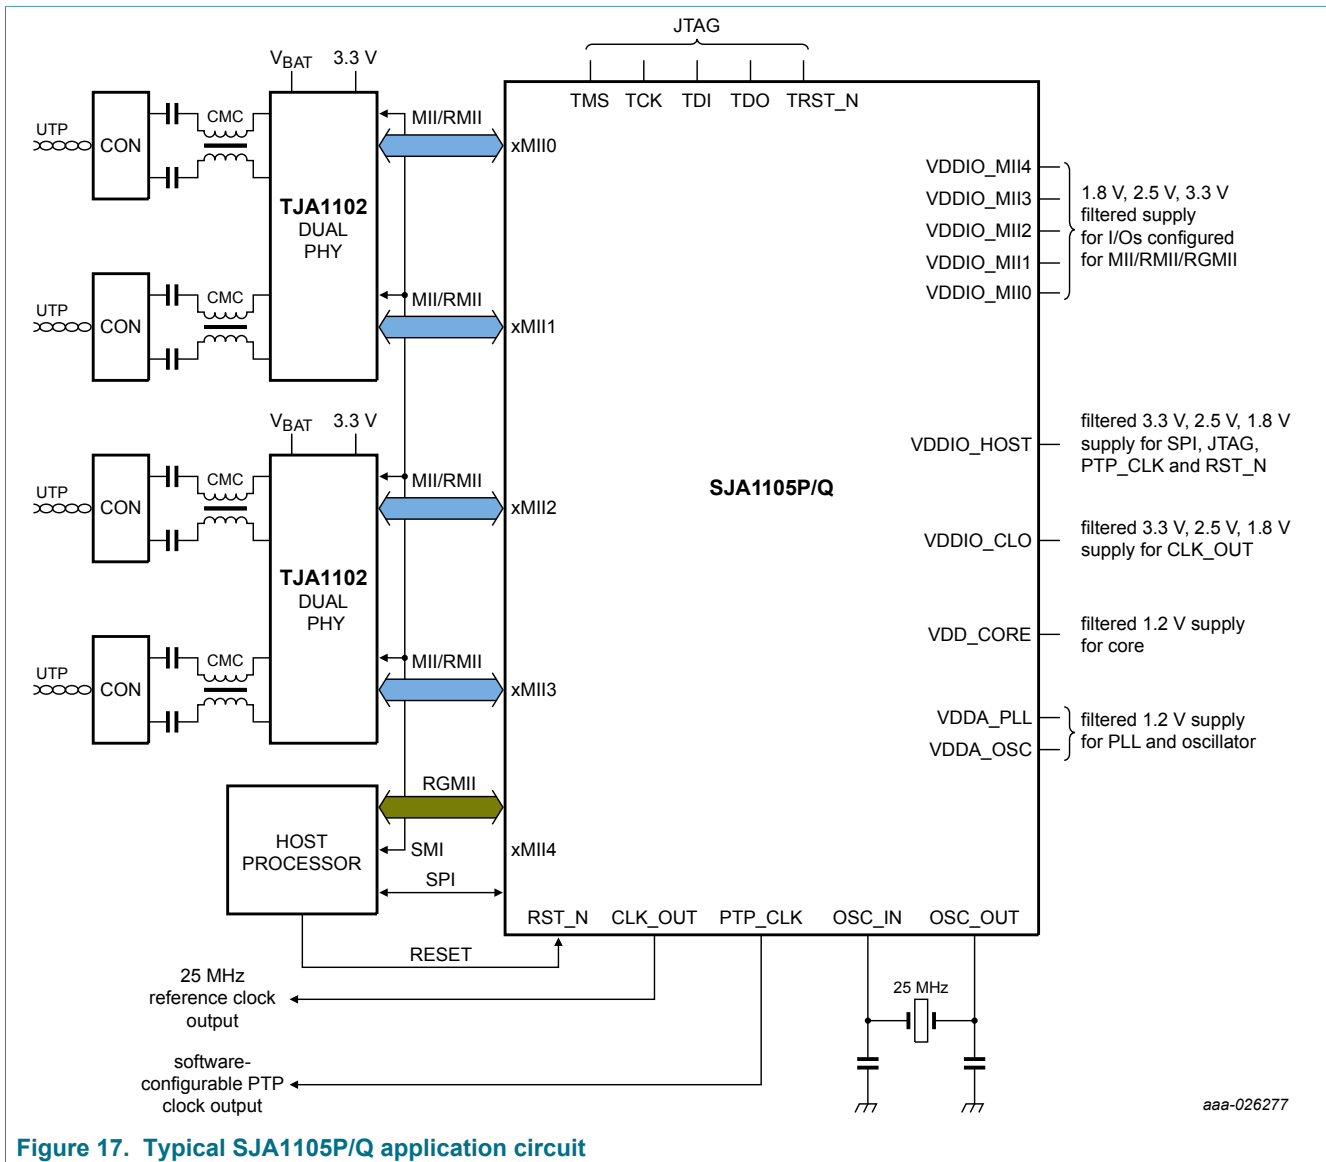 JTAG
TMS TCK TDI TDO TRST_N
VBAT 3.3 V
UTP
CON
CMC
CMC
UTP
CON
TJA1102
DUAL
PHY
MII/RMII
xMII0
MII/RMII
xMII1
VBAT 3.3 V
UTP
CON
CMC
CMC
UTP
CON
TJA1102
DUAL
PHY
MII/RMII
xMII2
MII/RMII
xMII3
SJA1105P/Q
VDDIO_MII4
VDDIO_MII3
VDDIO_MII2
VDDIO_MII1
VDDIO_MII0
1.8 V, 2.5 V, 3.3 V
filtered supply
for I/Os configured
for MII/RMII/RGMII
VDDIO_HOST
filtered 3.3 V, 2.5 V, 1.8 V
supply for SPI, JTAG,
PTP_CLK and RST_N
VDDIO_CLO
filtered 3.3 V, 2.5 V, 1.8 V
supply for CLK_OUT
VDD_CORE
filtered 1.2 V supply
for core
VDDA_PLL
VDDA_OSC
filtered 1.2 V supply
for PLL and oscillator
HOST
PROCESSOR
RGMII
SMI
xMII4
SPI
RST_N CLK_OUT PTP_CLK OSC_IN OSC_OUT
RESET
25 MHz
reference clock
output
25 MHz
software-
configurable PTP
clock output
aaa-026277
Figure 17. Typical SJA1105P/Q application circuit